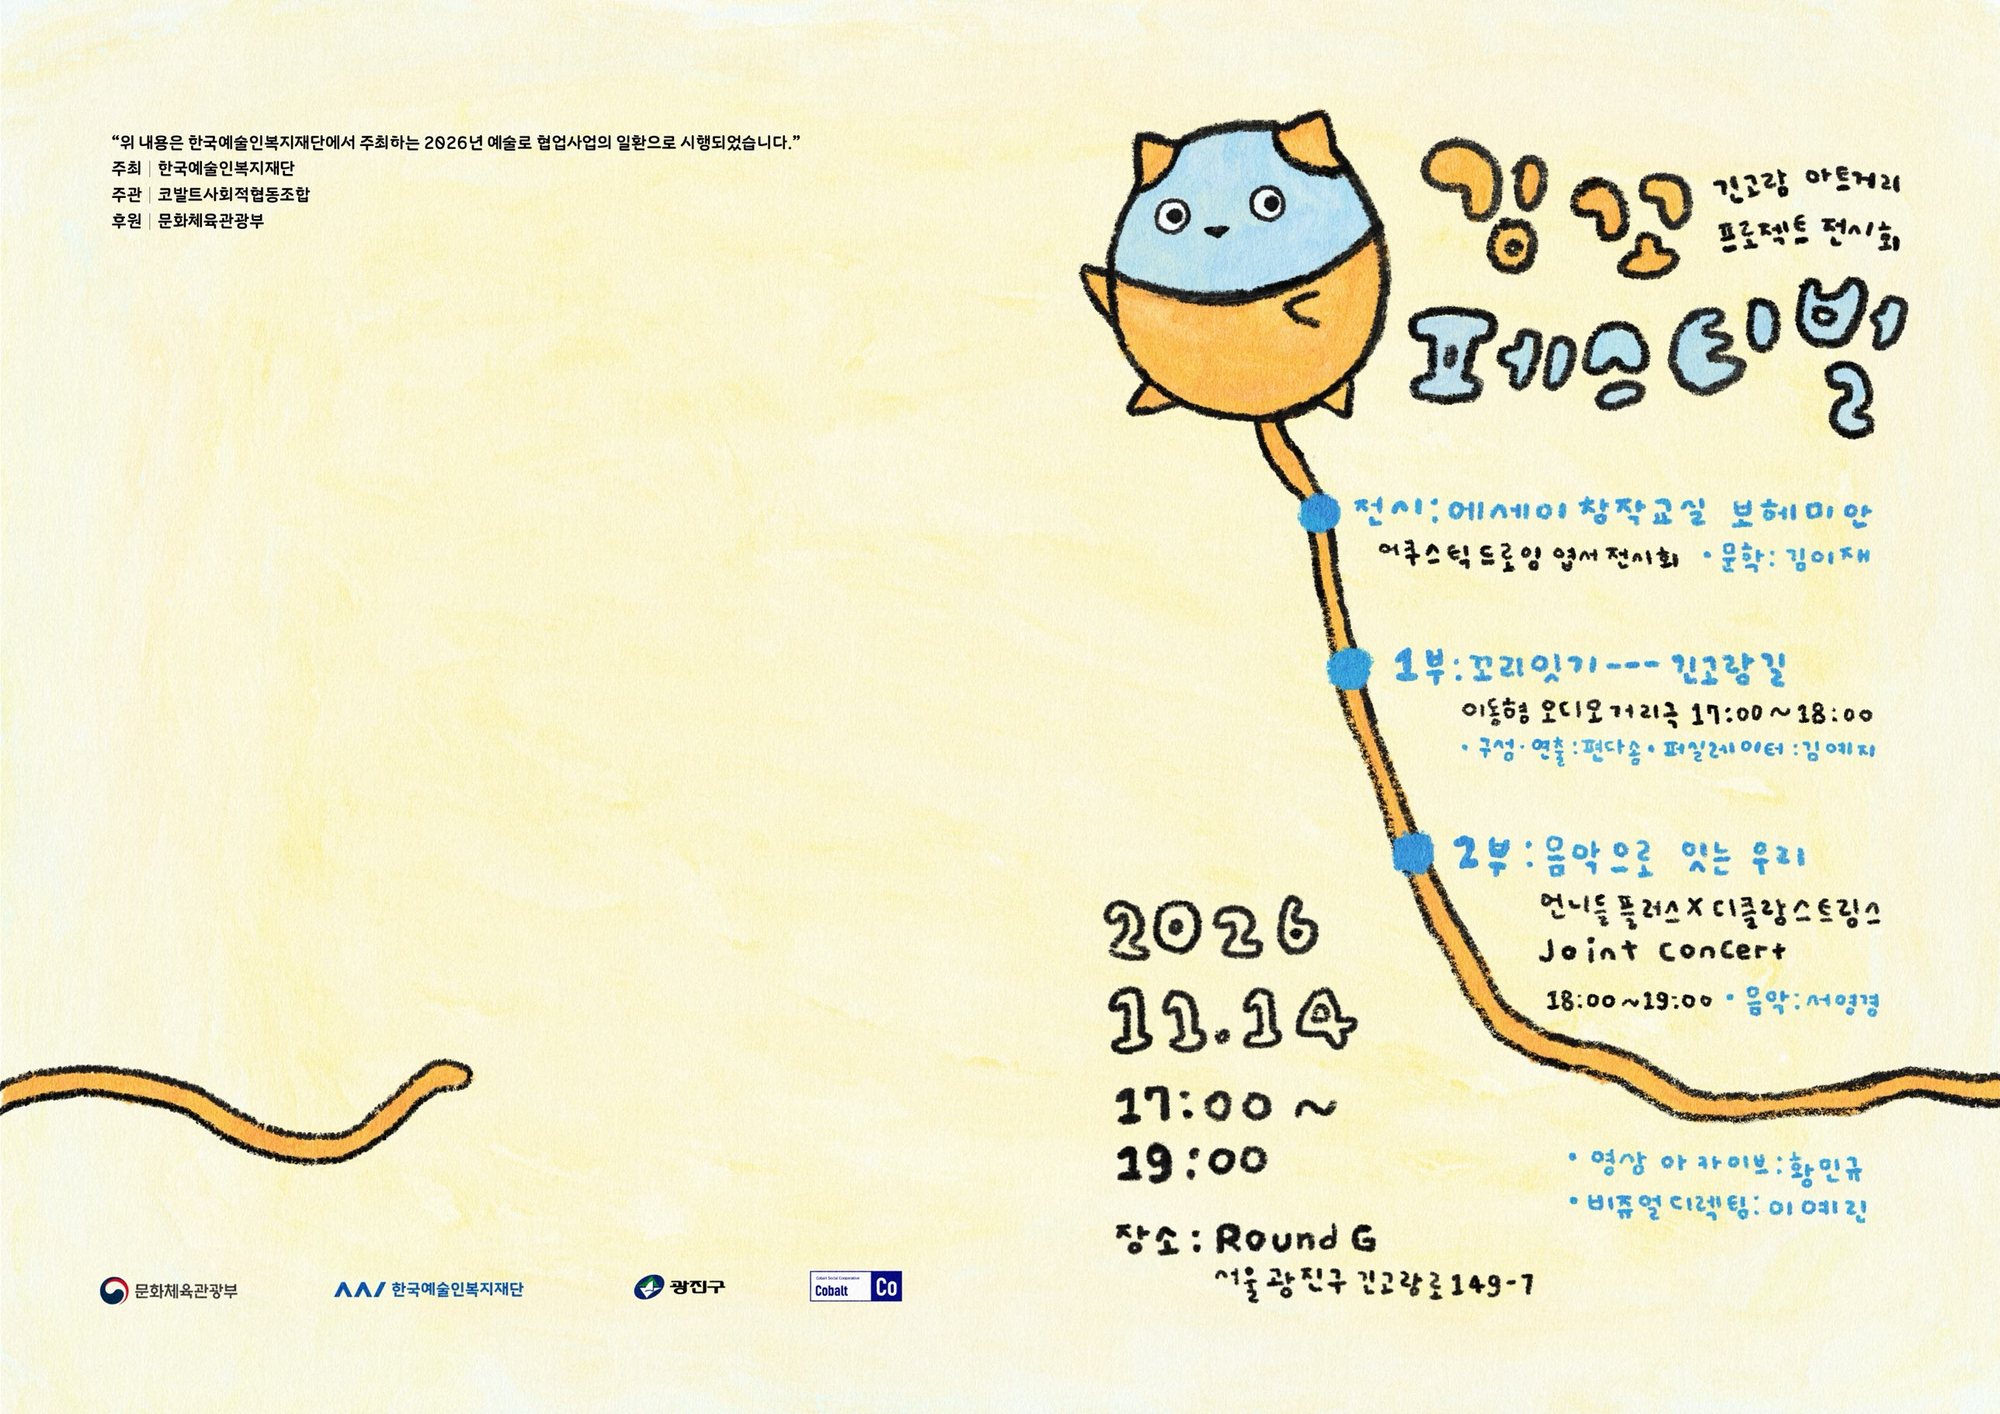 “위 내용은 한국예술인복지재단에서 주최하는 2026년 예술로 협업사업의 일환으로 시행되었습니다.”
주최 | 한국예술인복지재단
주관 | 코발트사회적협동조합
후원 | 문화체육관광부
문화체육관광부
한국예술인복지재단
광진구
Cobalt Social Cooperative
Cobalt
Co
낑꼬
긴고랑 아트거리
프로젝트 전시회
페스티벌
전시:에세이 창작교실 보헤미안
어쿠스틱 드로잉 엽서 전시회 •문학:김이재
1부:꼬리잇기---긴고랑길
이동형 오디오 거리극 17:00~18:00
•구성·연출:편다솜•퍼실레이터:김예지
2부:음악으로 잇는 우리
언니들플러스X디클랑스트링스
Joint Concert
18:00~19:00 •음악:서영경
2026
11.14
17:00~
19:00
장소: Round G
서울 광진구 긴고랑로149-7
•영상 아카이브:황민규
•비쥬얼디렉팅:이예린